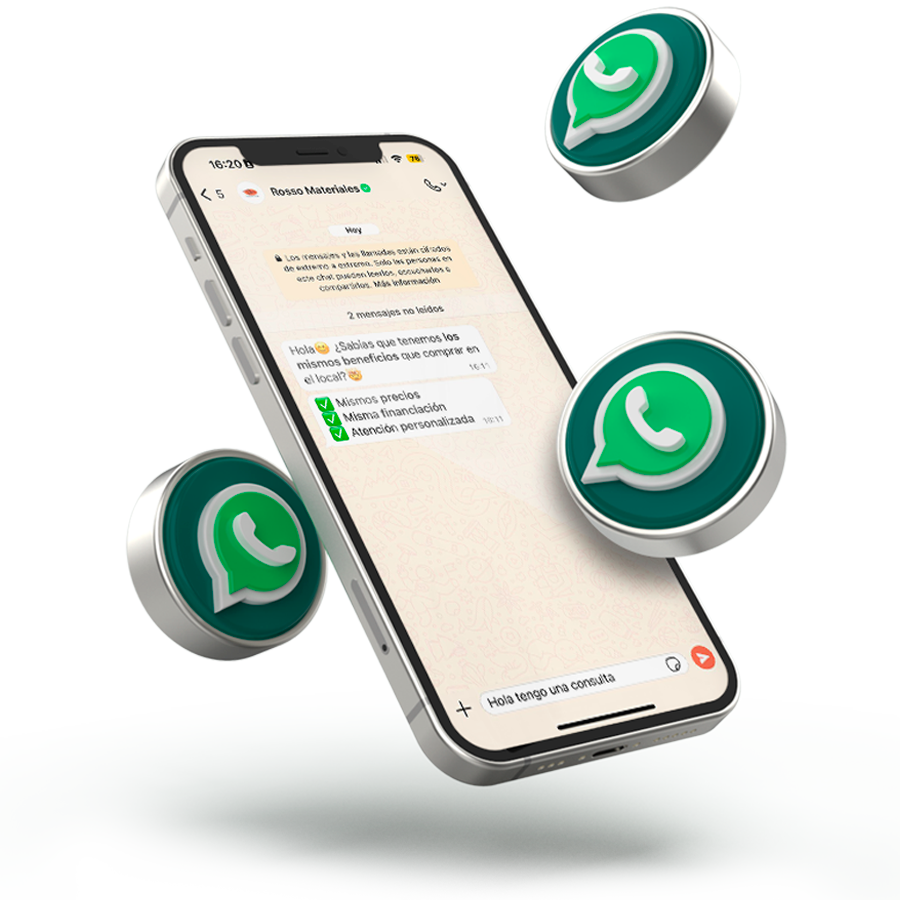 16:20
76
5 Rosso Materiales
Hoy
Los mensajes y las llamadas están cifrados
de extremo a extremo. Solo las personas en
este chat pueden leerlos, escucharlos o
compartirlos. Más información
2 mensajes no leídos
Hola😁 ¿Sabías que tenemos los
mismos beneficios que comprar en
el local?🤯
16:11
✅ Mismos precios
✅ Misma financiación
✅ Atención personalizada
16:11
Hola tengo una consulta